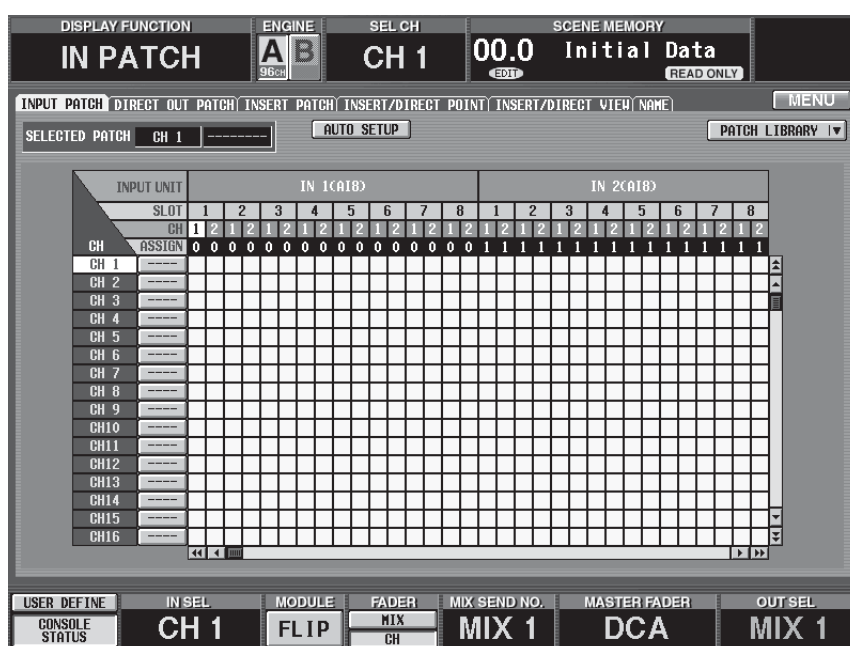 DISPLAY FUNCTION ENGINE SEL CH SCENE MEMORY
IN PATCH A B 96CH CH 1 00.0 EDIT Initial Data READ ONLY
INPUT PATCH DIRECT OUT PATCH INSERT PATCH INSERT/DIRECT POINT INSERT/DIRECT VIEW NAME MENU
SELECTED PATCH CH 1 -------- AUTO SETUP PATCH LIBRARY
INPUT UNIT IN 1(AI8) IN 2(AI8)
SLOT 1 2 3 4 5 6 7 8 1 2 3 4 5 6 7 8
CH 1 2 1 2 1 2 1 2 1 2 1 2 1 2 1 2 1 2 1 2 1 2 1 2 1 2 1 2 1 2 1 2
CH ASSIGN 0 0 0 0 0 0 0 0 0 0 0 0 0 0 0 0 1 1 1 1 1 1 1 1 1 1 1 1 1 1 1 1
CH 1 ----
CH 2 ----
CH 3 ----
CH 4 ----
CH 5 ----
CH 6 ----
CH 7 ----
CH 8 ----
CH 9 ----
CH10 ----
CH11 ----
CH12 ----
CH13 ----
CH14 ----
CH15 ----
CH16 ----
USER DEFINE IN SEL MODULE FADER MIX SEND NO. MASTER FADER OUT SEL
CONSOLE STATUS CH 1 FLIP MIX CH MIX 1 DCA MIX 1